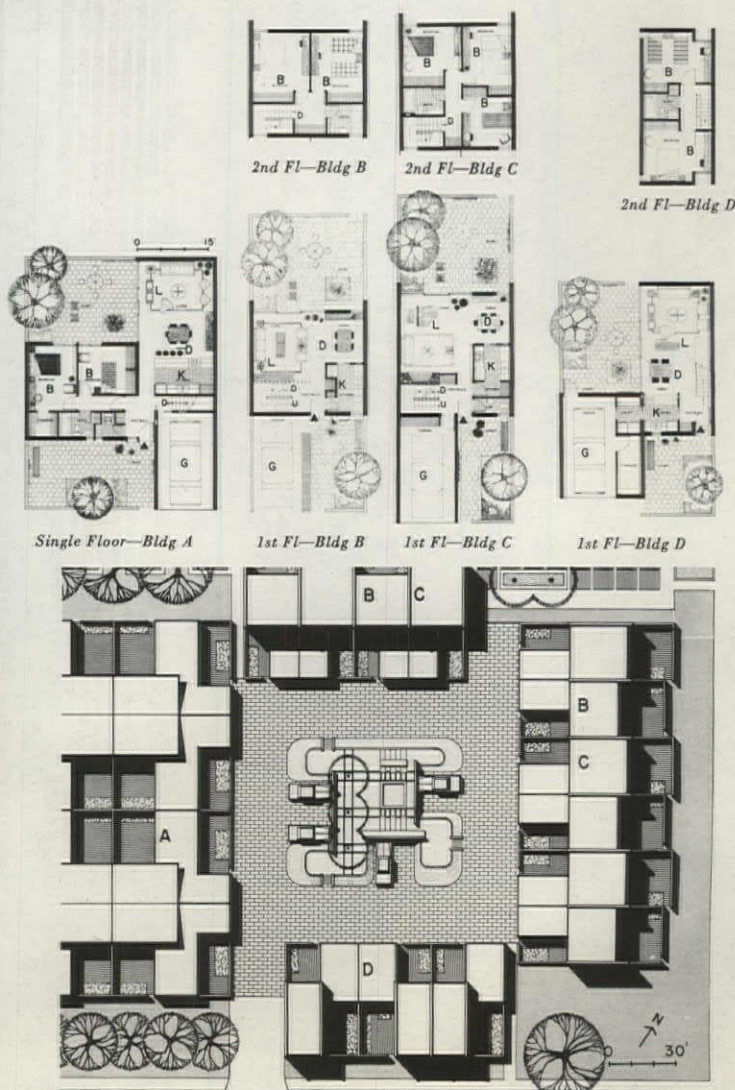 B B
D
2nd Fl—Bldg B
B B
B
D
2nd Fl—Bldg C
B
B
2nd Fl—Bldg D
0 15'
L
D
B B K
D
G
Single Floor—Bldg A
D
L
K
D
U
G
1st Fl—Bldg B
L D
K
D
U
G
1st Fl—Bldg C
L
D
K
G
1st Fl—Bldg D
B C
B
C
A
D
N
0 30'